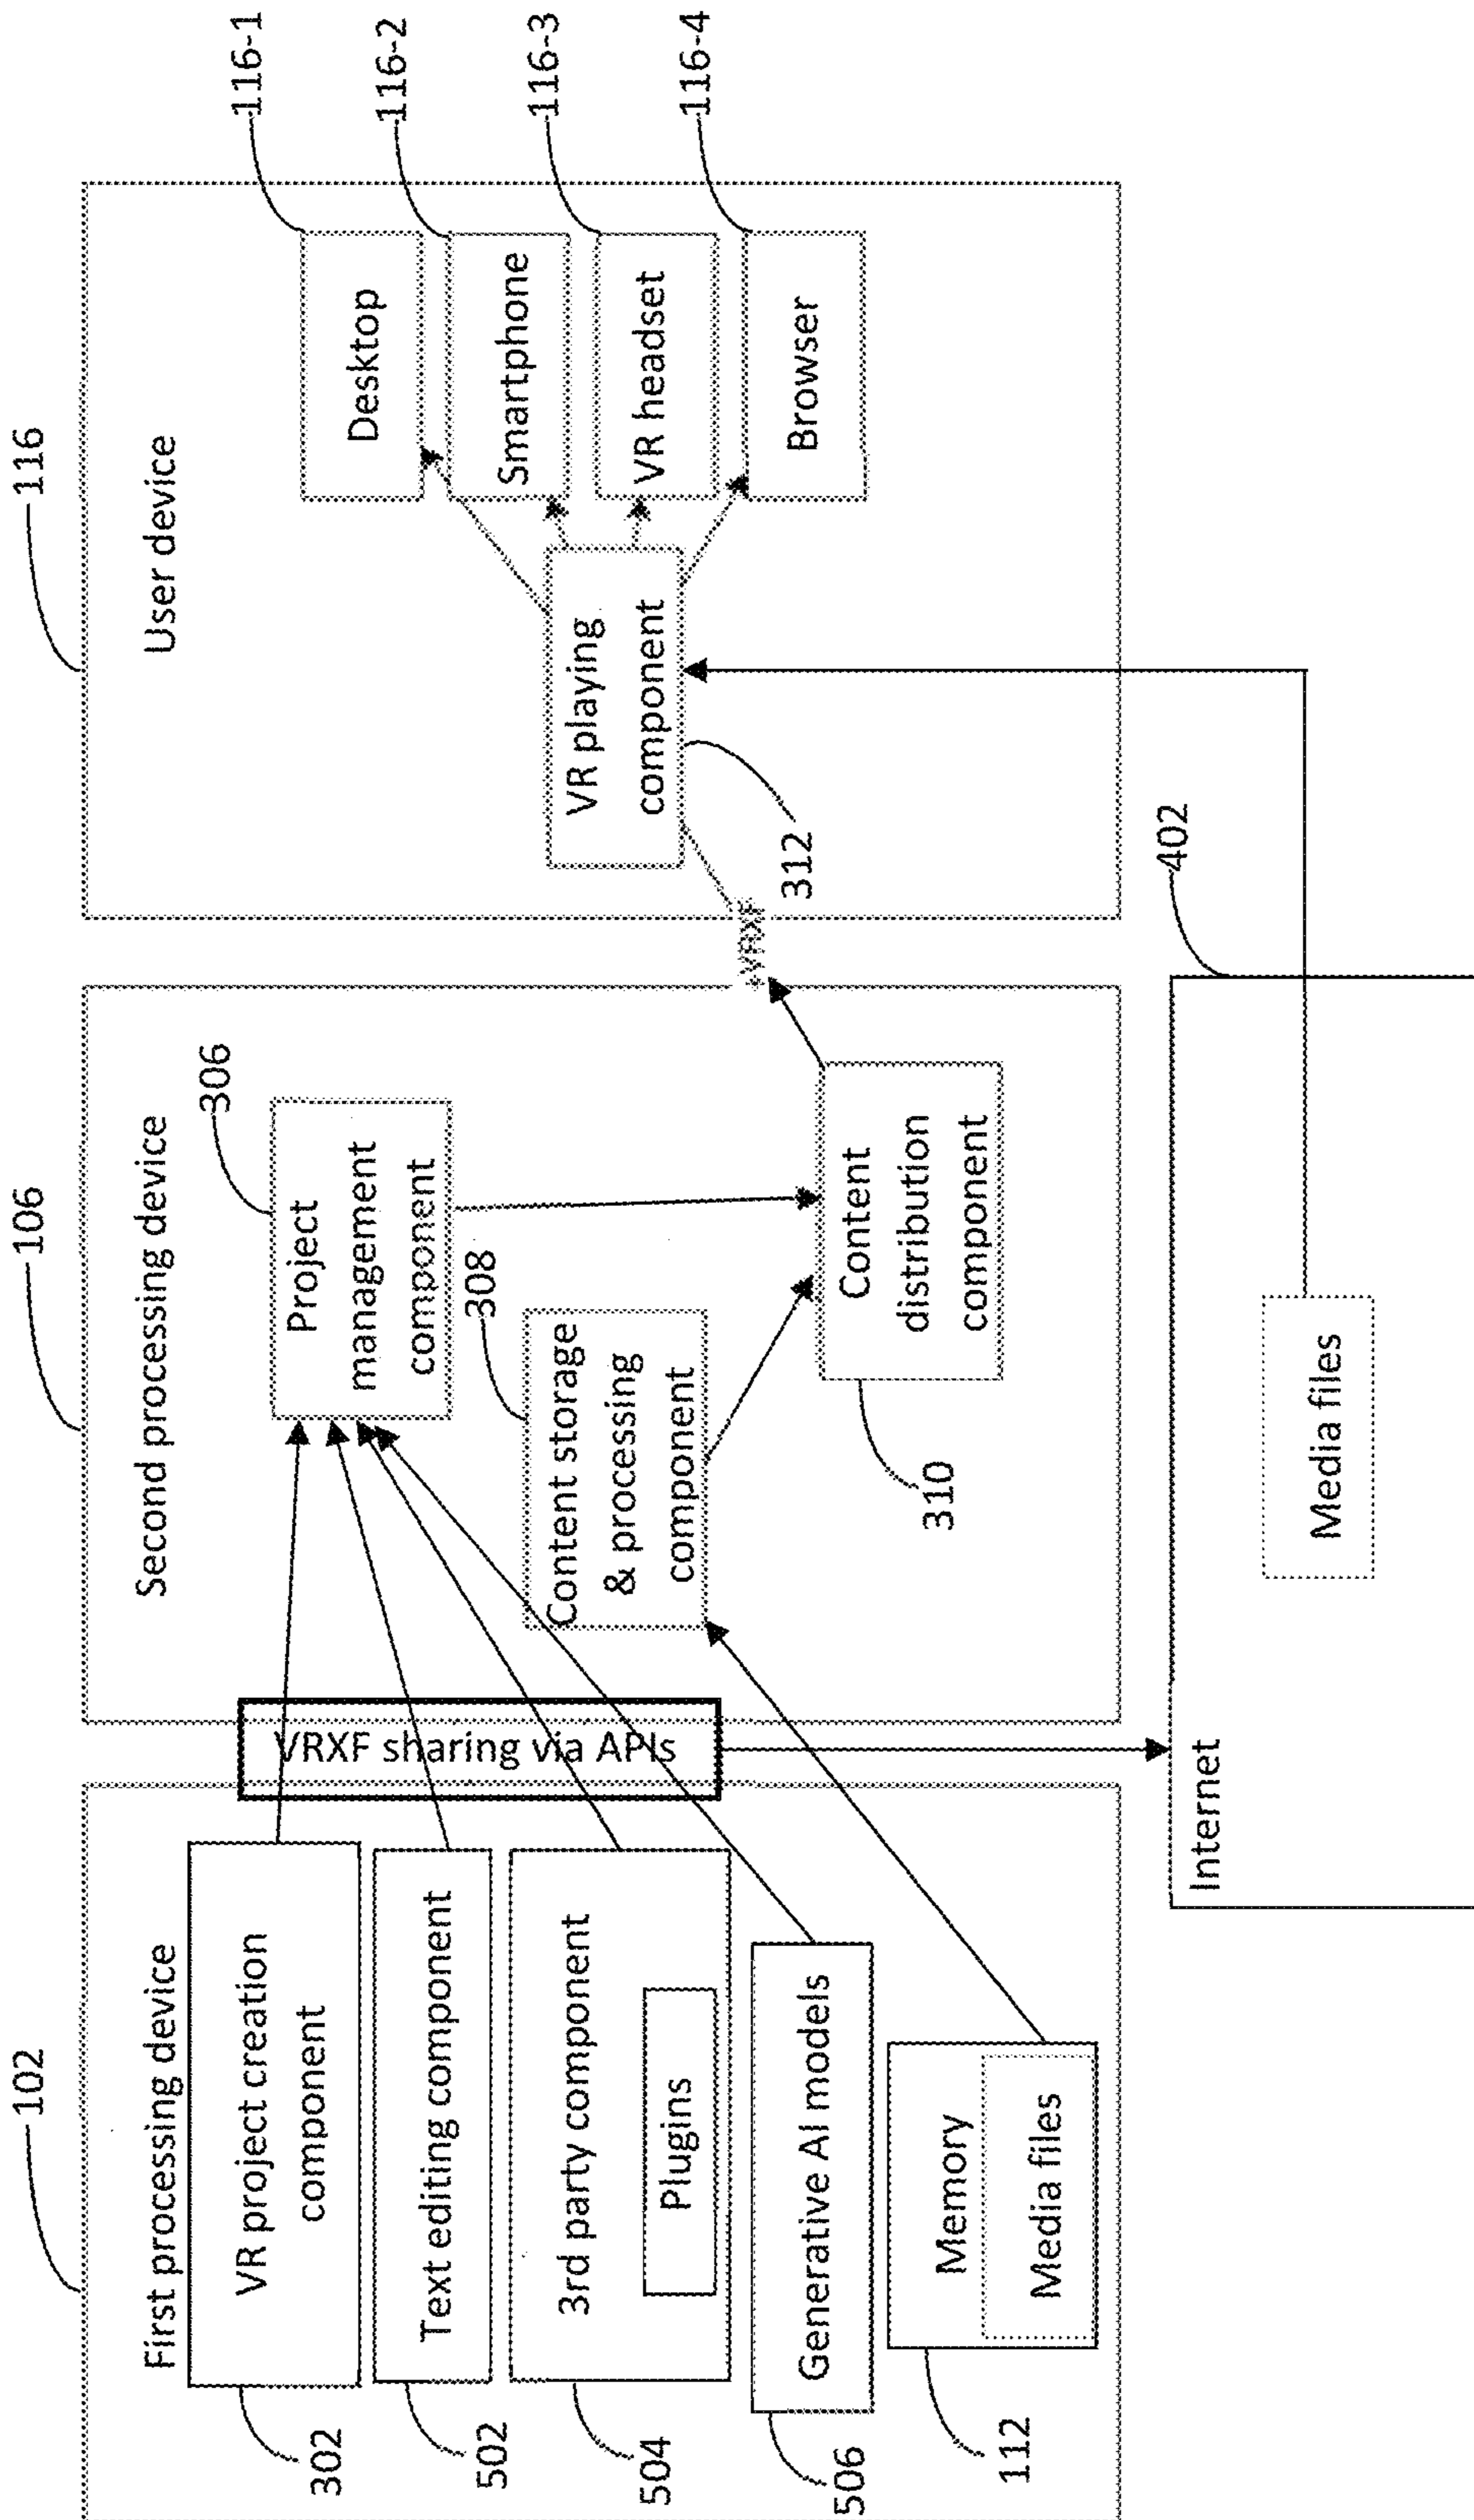 102
106
116
First processing device
VR project creation
component
302
Text editing component
502
3rd party component
Plugins
504
Generative AI models
506
Memory
Media files
112
VRXF sharing via APIs
Second processing device
Project
management
component
306
Content storage
& processing
component
308
Content
distribution
component
310
.VRXF
User device
VR playing
component
312
Desktop
116-1
Smartphone
116-2
VR headset
116-3
Browser
116-4
Internet
402
Media files